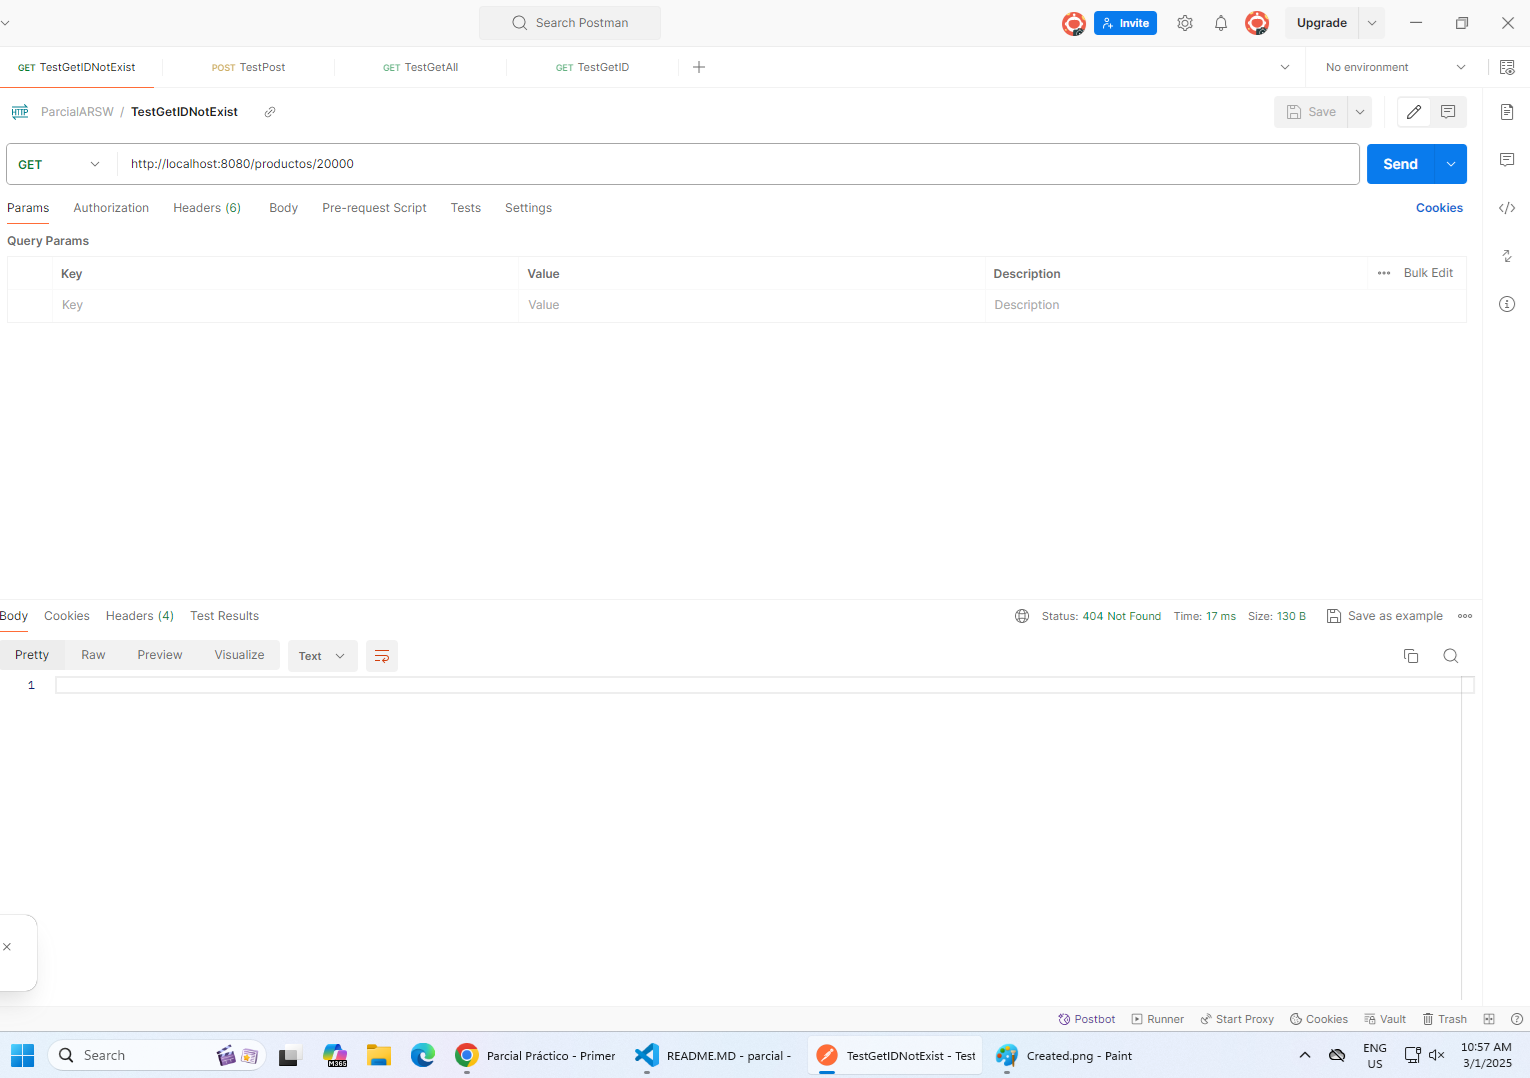 Search Postman
Invite
Upgrade
GET TestGetIDNotExist
POST TestPost
GET TestGetAll
GET TestGetID
No environment
HTTP ParcialARSW / TestGetIDNotExist
Save
GET
http://localhost:8080/productos/20000
Send
Params Authorization Headers (6) Body Pre-request Script Tests Settings
Cookies
Query Params
Key Value Description
Bulk Edit
Key Value Description
Body Cookies Headers (4) Test Results
Status: 404 Not Found Time: 17 ms Size: 130 B
Save as example
Pretty Raw Preview Visualize
Text
1
Postbot Runner Start Proxy Cookies Vault Trash
Search
M365
Parcial Práctico - Primer
README.MD - parcial -
TestGetIDNotExist - Test
Created.png - Paint
ENG
US
10:57 AM
3/1/2025